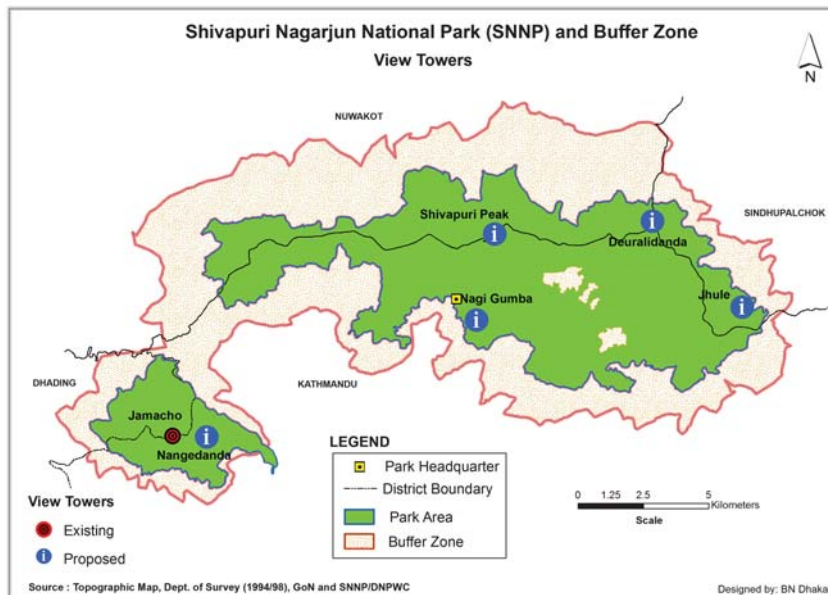 Shivapuri Nagarjun National Park (SNNP) and Buffer Zone
View Towers
N
NUWAKOT
SINDHUPALCHOK
Shivapuri Peak
i
i
Deuralidanda
Jhule
i
Nagi Gumba
i
DHADING
KATHMANDU
Jamacho
i
Nangedanda
LEGEND
Park Headquarter
District Boundary
Park Area
Buffer Zone
View Towers
Existing
i Proposed
0 1.25 2.5 5
Kilometers
Scale
Source : Topographic Map, Dept. of Survey (1994/98), GoN and SNNP/DNPWC
Designed by: BN Dhaka